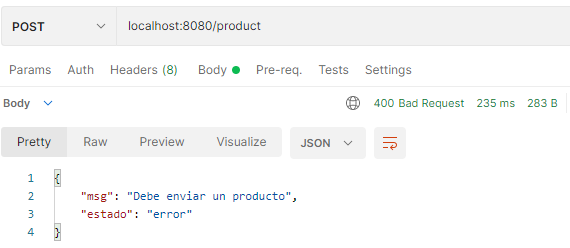 POST localhost:8080/product
Params Auth Headers (8) Body Pre-req. Tests Settings
Body 400 Bad Request 235 ms 283 B
Pretty Raw Preview Visualize JSON
1 {
2 "msg": "Debe enviar un producto",
3 "estado": "error"
4 }